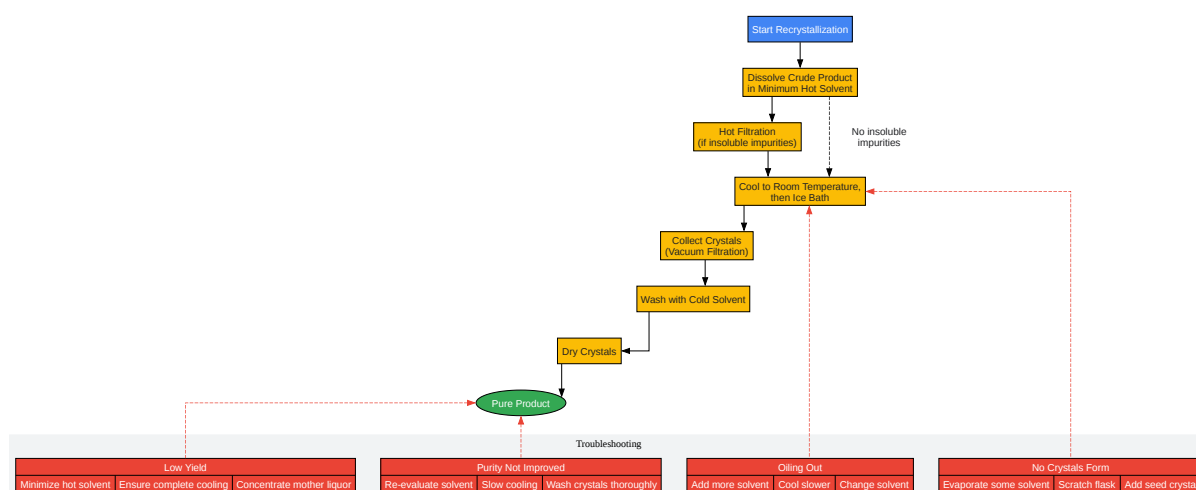 Start Recrystallization
Dissolve Crude Product
in Minimum Hot Solvent
Hot Filtration
(if insoluble impurities)
No insoluble
impurities
Cool to Room Temperature,
then Ice Bath
Collect Crystals
(Vacuum Filtration)
Wash with Cold Solvent
Dry Crystals
Pure Product
Troubleshooting
Low Yield
Minimize hot solvent
Ensure complete cooling
Concentrate mother liquor
Purity Not Improved
Re-evaluate solvent
Slow cooling
Wash crystals thoroughly
Oiling Out
Add more solvent
Cool slower
Change solvent
No Crystals Form
Evaporate some solvent
Scratch flask
Add seed crysta